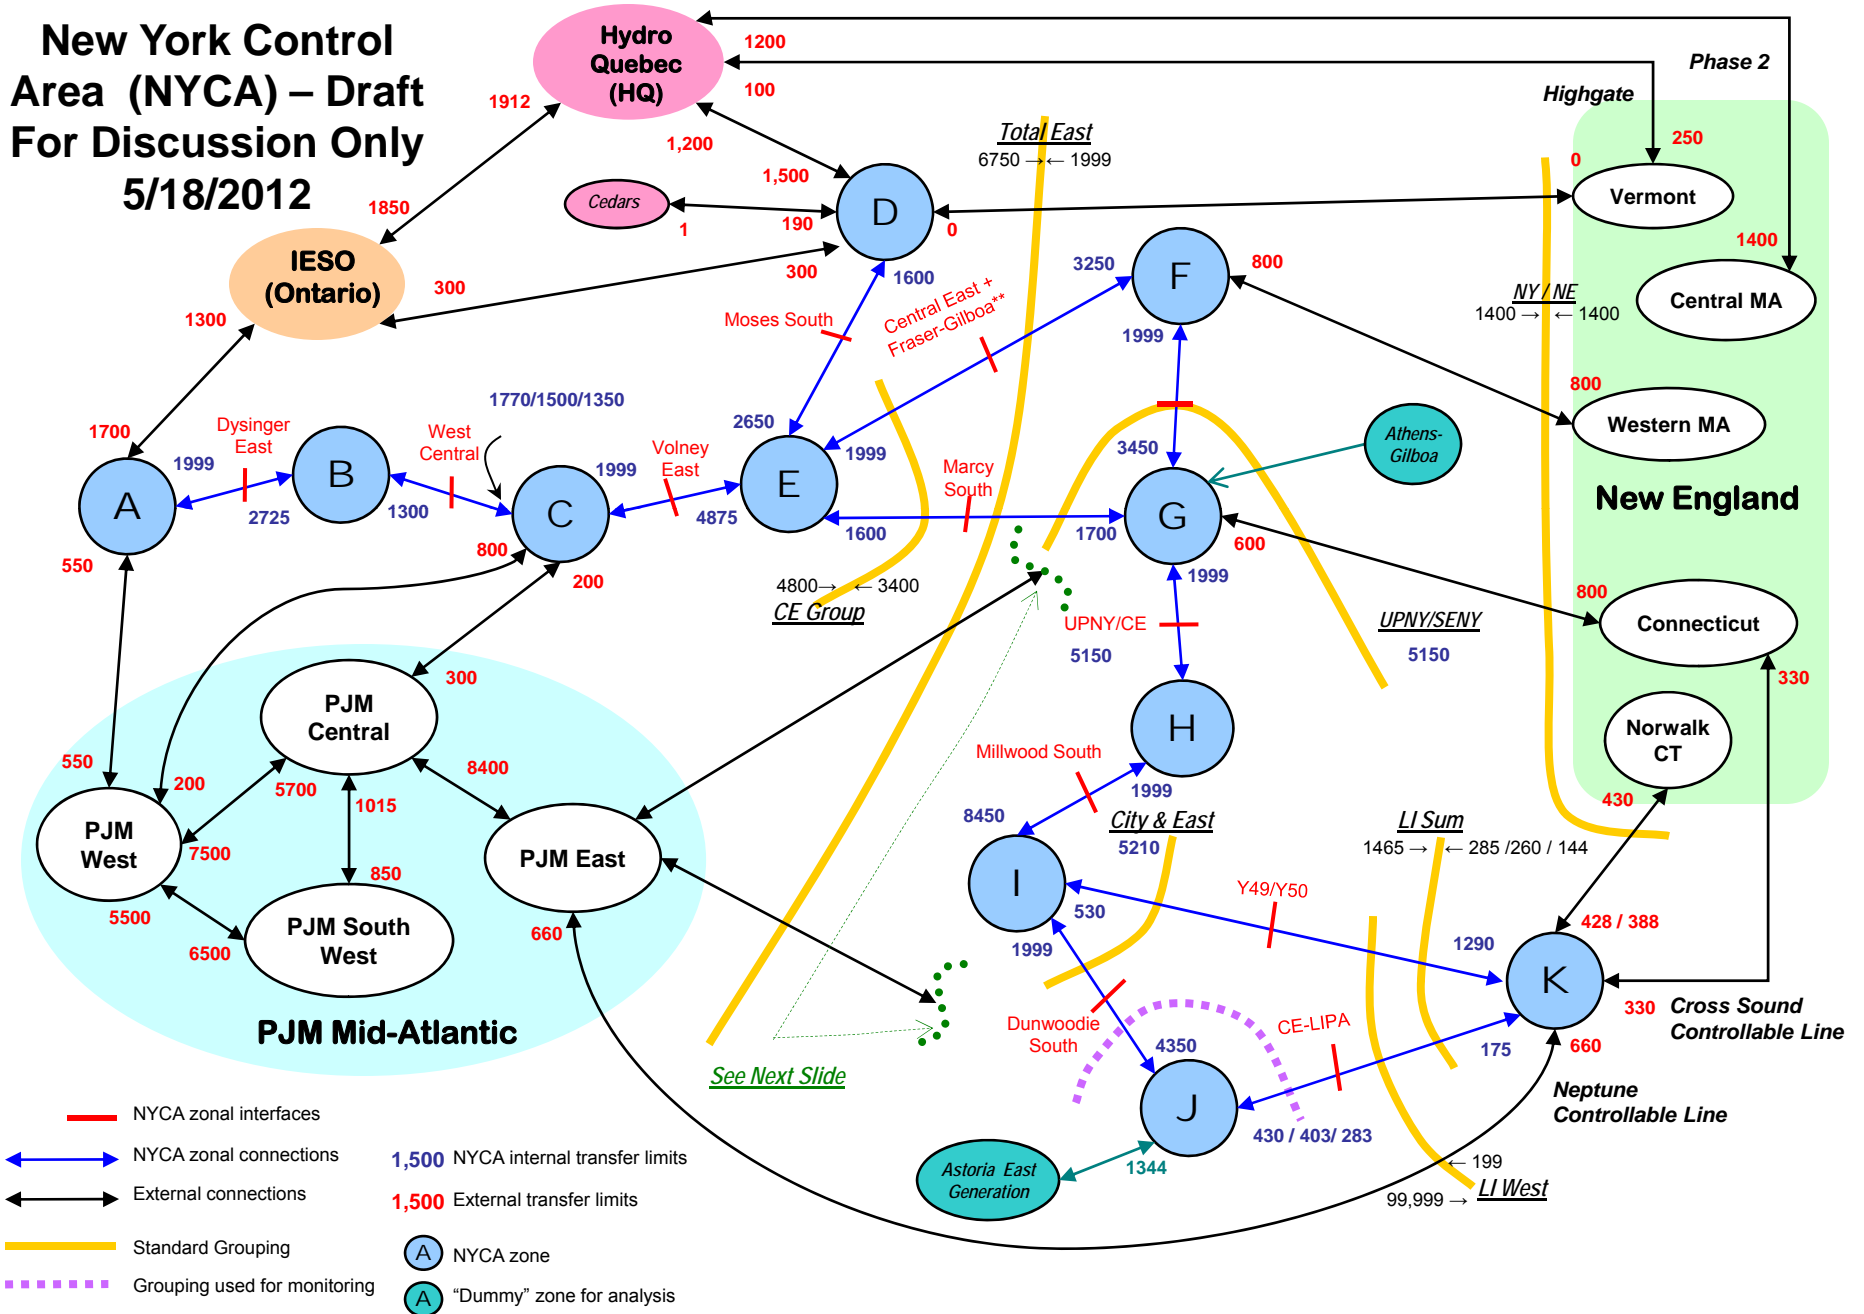 New York Control
Area (NYCA) – Draft
For Discussion Only
5/18/2012
Hydro
Quebec
(HQ)
1200
100
1912
1,200
1,500
Phase 2
Highgate
250
0
Vermont
1400
Central MA
Total East
6750 →← 1999
Cedars
1
190
D
0
1850
IESO
(Ontario)
300
300
1300
1600
Moses South
Central East +
Fraser-Gilboa**
3250
F
800
1999
NY / NE
1400 → ← 1400
800
Western MA
New England
1770/1500/1350
1700
Dysinger
East
1999
A
2725
B
West
Central
1300
C
1999
Volney
East
4875
2650
E
1999
1600
Marcy
South
3450
Athens-
Gilboa
1700
G
600
1999
550
800
200
4800→ ← 3400
CE Group
UPNY/CE
5150
UPNY/SENY
5150
800
Connecticut
330
Norwalk
CT
430
H
Millwood South
1999
8450
City & East
5210
LI Sum
1465 → ← 285 /260 / 144
300
PJM
Central
550
200
5700
1015
8400
PJM
West
7500
PJM East
850
5500
6500
PJM South
West
660
PJM Mid-Atlantic
I
530
1999
Y49/Y50
1290
428 / 388
K
330
Cross Sound
Controllable Line
660
175
CE-LIPA
Dunwoodie
South
4350
J
430 / 403/ 283
Neptune
Controllable Line
See Next Slide
Astoria East
Generation
1344
← 199
99,999 → LI West
NYCA zonal interfaces
NYCA zonal connections
External connections
Standard Grouping
Grouping used for monitoring
1,500 NYCA internal transfer limits
1,500 External transfer limits
A NYCA zone
A “Dummy” zone for analysis